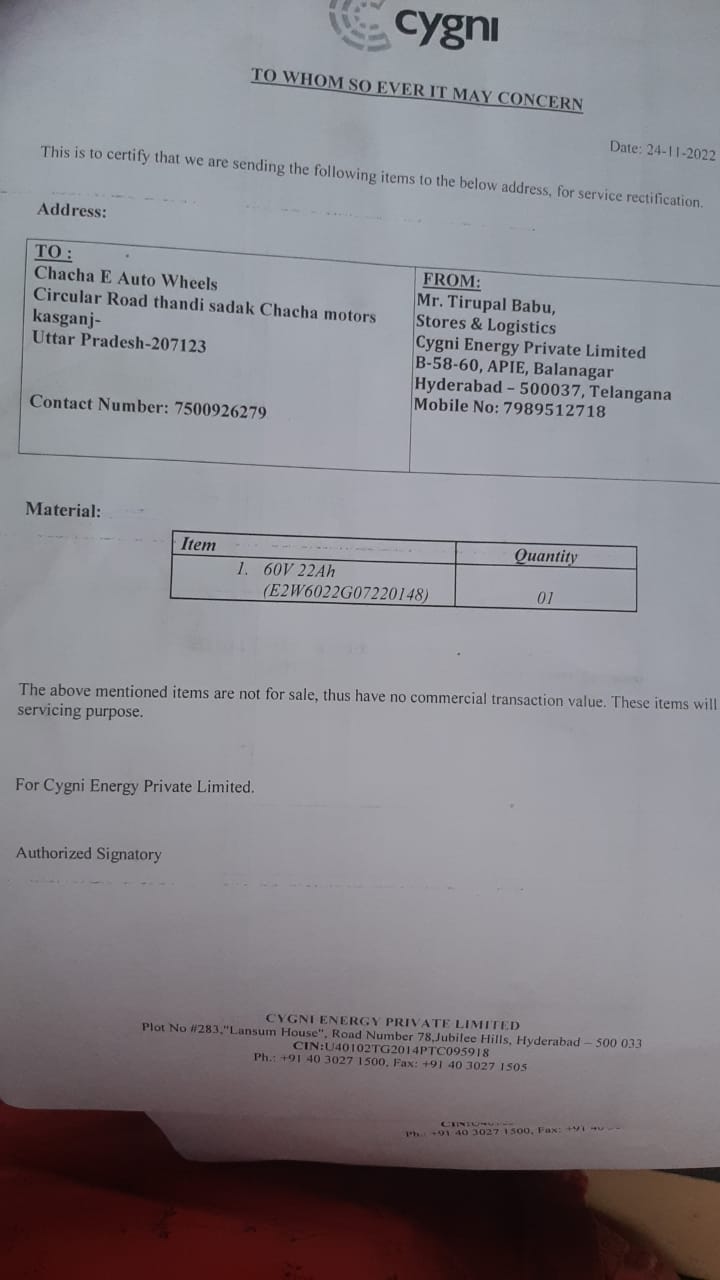 cygni
TO WHOM SO EVER IT MAY CONCERN
Date: 24-11-2022
This is to certify that we are sending the following items to the below address, for service rectification.
Address:
TO :
Chacha E Auto Wheels
Circular Road thandi sadak Chacha motors
kasganj-
Uttar Pradesh-207123
Contact Number: 7500926279
FROM:
Mr. Tirupal Babu,
Stores & Logistics
Cygni Energy Private Limited
B-58-60, APIE, Balanagar
Hyderabad – 500037, Telangana
Mobile No: 7989512718
Material:
Item Quantity
1. 60V 22Ah
(E2W6022G07220148) 01
The above mentioned items are not for sale, thus have no commercial transaction value. These items will
servicing purpose.
For Cygni Energy Private Limited.
Authorized Signatory
CYGNI ENERGY PRIVATE LIMITED
Plot No #283,"Lansum House", Road Number 78,Jubilee Hills, Hyderabad – 500 033
CIN:U40102TG2014PTC095918
Ph.: +91 40 3027 1500, Fax: +91 40 3027 1505
Ph.: +91 40 3027 1500, Fax: +91